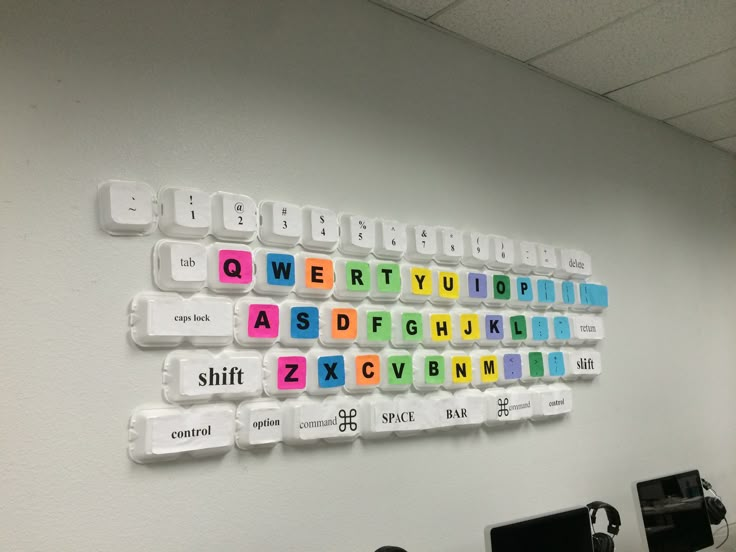 ` ~ ! 1 @ 2 # 3 $ 4 % 5 ^ 6 & 7 * 8 ( 9 ) 0 delete
tab Q W E R T Y U I O P
caps lock A S D F G H J K L return
shift Z X C V B N M shift
control option command ⌘ SPACE BAR ⌘ command control